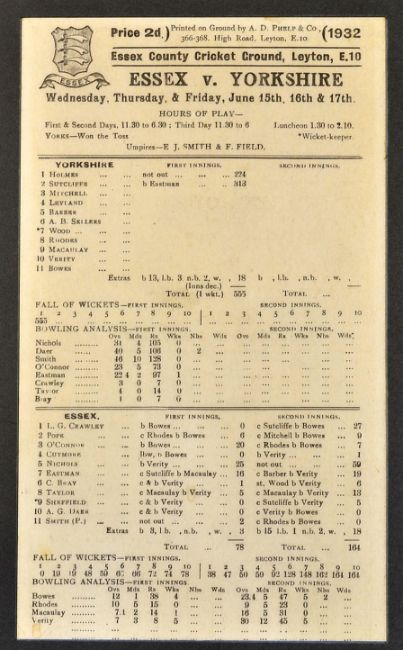 Price 2d. Printed on Ground by A. D. PHELP & Co., 366-368. High Road, Leyton, E.10 1932
Essex County Cricket Ground, Leyton, E.10
ESSEX
ESSEX v. YORKSHIRE
Wednesday, Thursday, & Friday, June 15th, 16th & 17th.
HOURS OF PLAY—
First & Second Days, 11.30 to 6.30 ; Third Day 11.30 to 6 Luncheon 1.30 to 2.10.
YORKS—Won the Toss *Wicket-keeper.
Umpires—E. J. SMITH & F. FIELD.
YORKSHIRE FIRST INNINGS. SECOND INNINGS.
1 HOLMES ... ... not out ... ... ... 224
2 SUTCLIFFE ... ... b Eastman ... ... 313
3 MITCHELL ... ...
4 LEYLAND ... ...
5 BARBER ... ...
6 A. B. SELLERS ...
*7 WOOD ... ... ...
8 RHODES ... ...
9 MACAULAY ... ...
10 VERITY ... ...
11 BOWES ... ...
Extras b 13, l.b. 3 n.b. 2, w. , 18 b , l.b. , n.b. , w. ,
(Inns dec.)
TOTAL (1 wkt.) 555 TOTAL ...
FALL OF WICKETS—FIRST INNINGS. SECOND INNINGS.
1 2 3 4 5 6 7 8 9 10 1 2 3 4 5 6 7 8 9 10
555
BOWLING ANALYSIS—FIRST INNINGS. SECOND INNINGS.
Ovs Mds Rs Wkts Nbs Wds Ovs Mds Rs Wkts Nbs Wds
Nichols ... 31 4 105 0
Daer ... 40 5 106 0 2
Smith ... 46 10 128 0
O'Connor ... 23 5 73 0
Eastman ... 22 4 2 97 1
Crawley ... 3 0 7 0
Taylor ... 4 0 14 0
Bray ... 1 0 7 0
ESSEX. FIRST INNINGS. SECOND INNINGS.
1 L. G. CRAWLEY b Bowes ... ... 0 c Sutcliffe b Bowes ... 27
2 POPE ... ... c Rhodes b Bowes 6 c Mitchell b Bowes 9
3 O'CONNOR ... b Bowes ... ... 20 c Rhodes b Bowes 7
4 CUTMORE ... lbw, b Bowes 0 b Verity ... ... 1
5 NICHOLS ... b Verity ... ... 25 not out ... ... 59
7 EASTMAN ... c Sutcliffe b Macaulay ... 16 c Barber b Verity 19
6 C. BRAY ... c & b Verity ... 1 st. Wood b Verity 6
8 TAYLOR ... c Macaulay b Verity 5 c Macaulay b Verity 13
*9 SHEFFIELD ... c & b Verity ... 0 c Sutcliffe b Verity 5
10 A. G. DAER ... c & b Verity ... 0 c Verity b Bowes 0
11 SMITH (P.) ... not out ... ... 2 c Rhodes b Bowes 0
Extras b 3, l.b. , n.b. , w. , 3 b 15 l.b. 1 n.b. 2, w. , 18
TOTAL ... 78 TOTAL ... 164
FALL OF WICKETS—FIRST INNINGS. SECOND INNINGS.
1 2 3 4 5 6 7 8 9 10 1 2 3 4 5 6 7 8 9 10
0 19 19 48 59 72 74 78 38 47 50 92 128 148 162 164 164
BOWLING ANALYSIS—FIRST INNINGS. SECOND INNINGS.
Ovs Mds Rs Wkts Nbs Wds Ovs Mds Rs Wkts Nbs Wds
Bowes ... 12 1 38 4 23.4 5 47 5 2
Rhodes ... 10 5 15 0 9 5 23 0
Macaulay ... 7.1 2 14 1 16 5 31 0
Verity ... 7 3 8 5 30 12 45 5